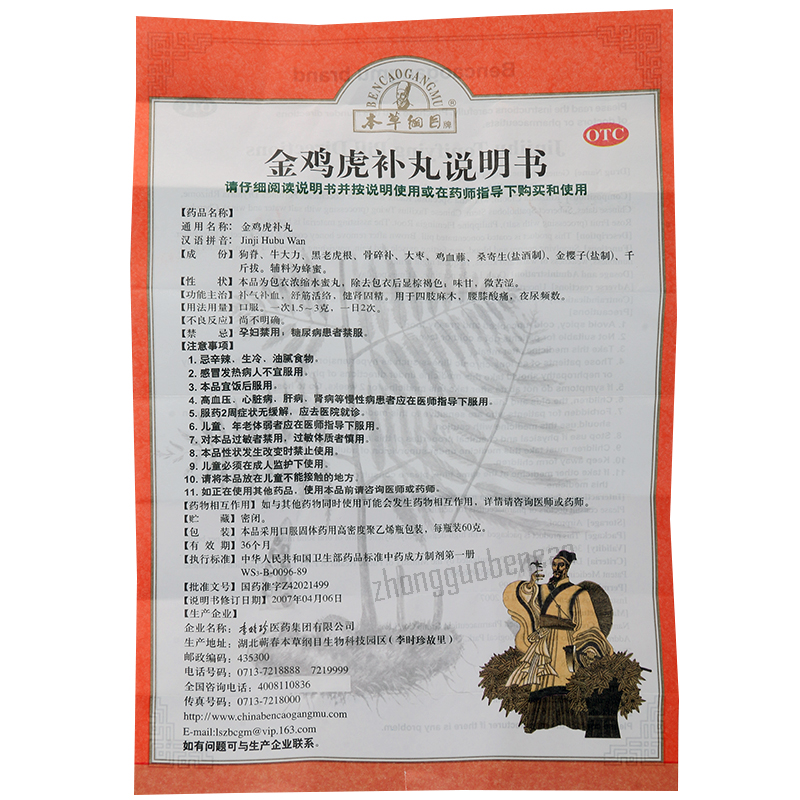 BENCAOGANGMU
本草纲目牌
®
OTC
金鸡虎补丸说明书
请仔细阅读说明书并按说明使用或在药师指导下购买和使用
【药品名称】
通用名称：金鸡虎补丸
汉语拼音：Jinji Hubu Wan
【成 份】狗脊、牛大力、黑老虎根、骨碎补、大枣、鸡血藤、桑寄生(盐酒制)、金樱子(盐制)、千
斤拔。辅料为蜂蜜。
【性 状】本品为包衣浓缩水蜜丸，除去包衣后显棕褐色；味甘，微苦涩。
【功能主治】补气补血，舒筋活络，健肾固精。用于四肢麻木，腰膝酸痛，夜尿频数。
【用法用量】口服。一次1.5－3克，一日2次。
【不良反应】尚不明确。
【禁 忌】孕妇禁用；糖尿病患者禁服。
【注意事项】
1. 忌辛辣、生冷、油腻食物。
2. 感冒发热病人不宜服用。
3. 本品宜饭后服用。
4. 高血压、心脏病，肝病，肾病等慢性病患者应在医师指导下服用。
5. 服药2周症状无缓解，应去医院就诊。
6. 儿童、年老体弱者应在医师指导下服用。
7. 对本品过敏者禁用，过敏体质者慎用。
8. 本品性状发生改变时禁止使用。
9. 儿童必须在成人监护下使用。
10. 请将本品放在儿童不能接触的地方。
11. 如正在使用其他药品，使用本品前请咨询医师或药师。
【药物相互作用】如与其他药物同时使用可能会发生药物相互作用，详情请咨询医师或药师。
【贮 藏】密闭。
【包 装】本品采用口服固体药用高密度聚乙烯瓶包装，每瓶装60克。
【有 效 期】36个月
【执行标准】中华人民共和国卫生部药品标准中药成方制剂第一册
WS₃-B-0096-89
zhongguobencao
【批准文号】国药准字Z42021499
【说明书修订日期】2007年04月06日
【生产企业】
企业名称：李时珍医药集团有限公司
生产地址：湖北蕲春本草纲目生物科技园区（李时珍故里）
邮政编码：435300
电话号码：0713-7218888 7219999
全国咨询电话：4008110836
传真号码：0713-7218000
http://www.chinabencaogangmu.com
E-mail:lszbcgm@vip.163.com
如有问题可与生产企业联系。